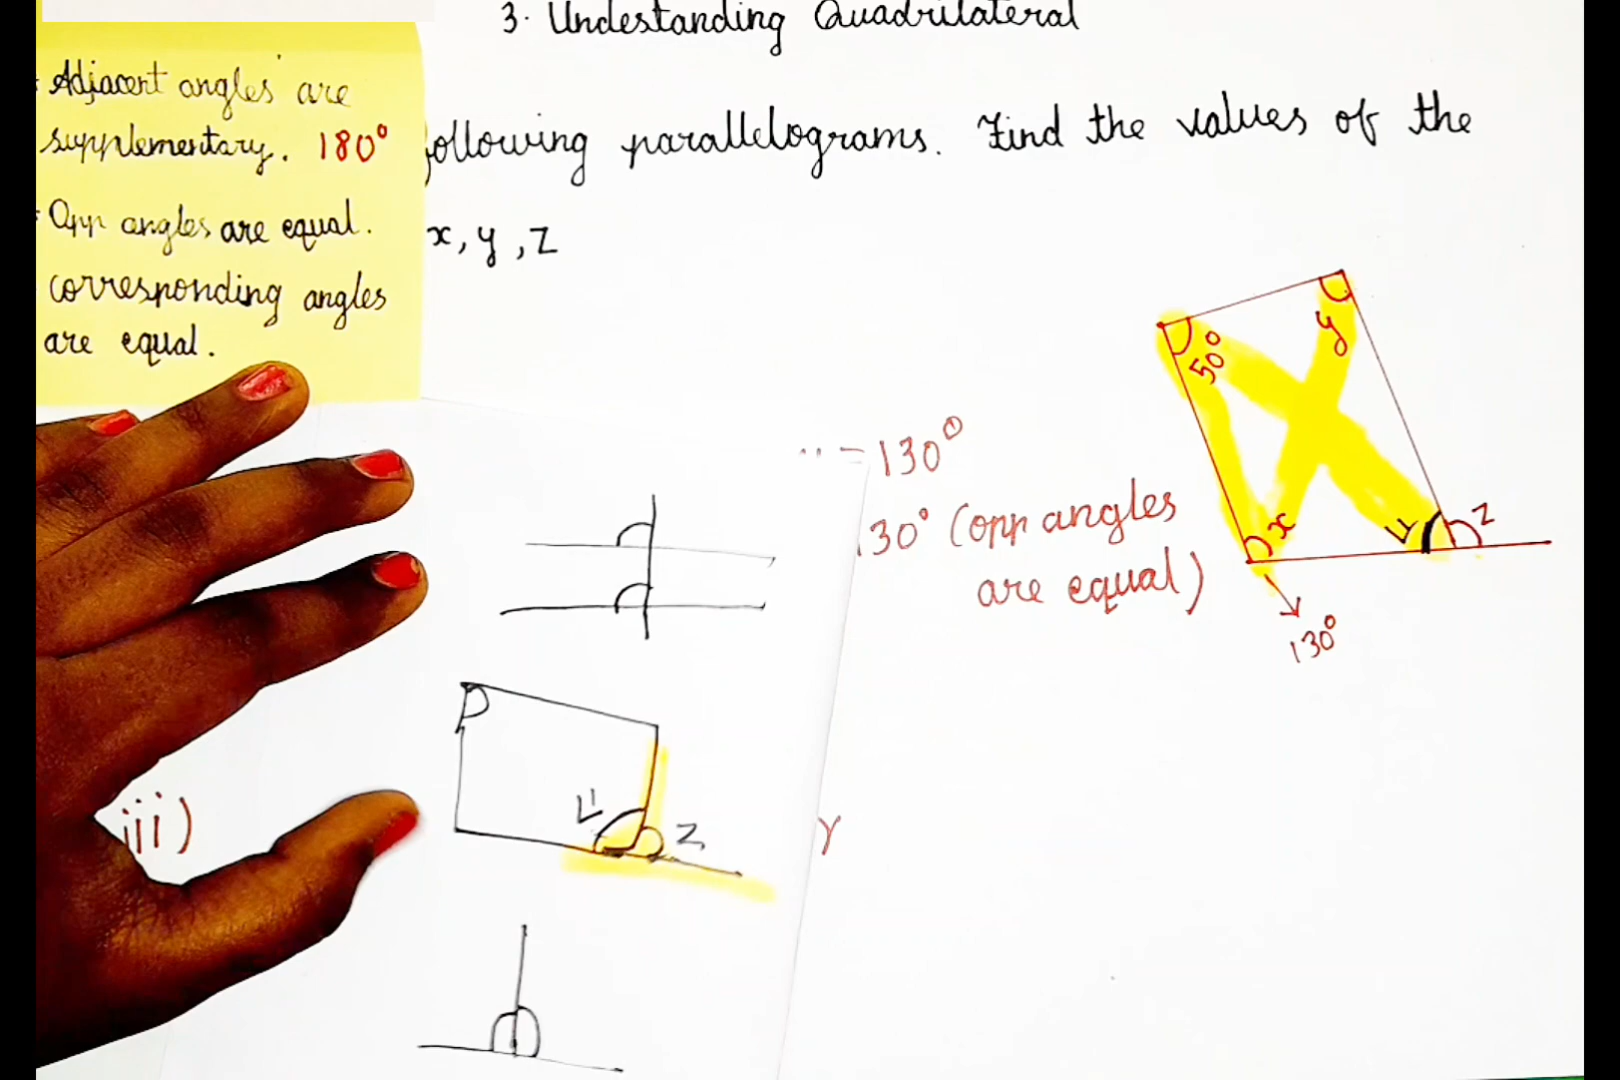 3. Understanding Quadrilateral
Adjacent angles are
supplementary. 180°
Opp angles are equal.
corresponding angles
are equal.
following parallelograms. Find the values of the
x, y, z
= 130°
130° (opp angles
are equal)
50°
y
x
z
130°
iii)
z